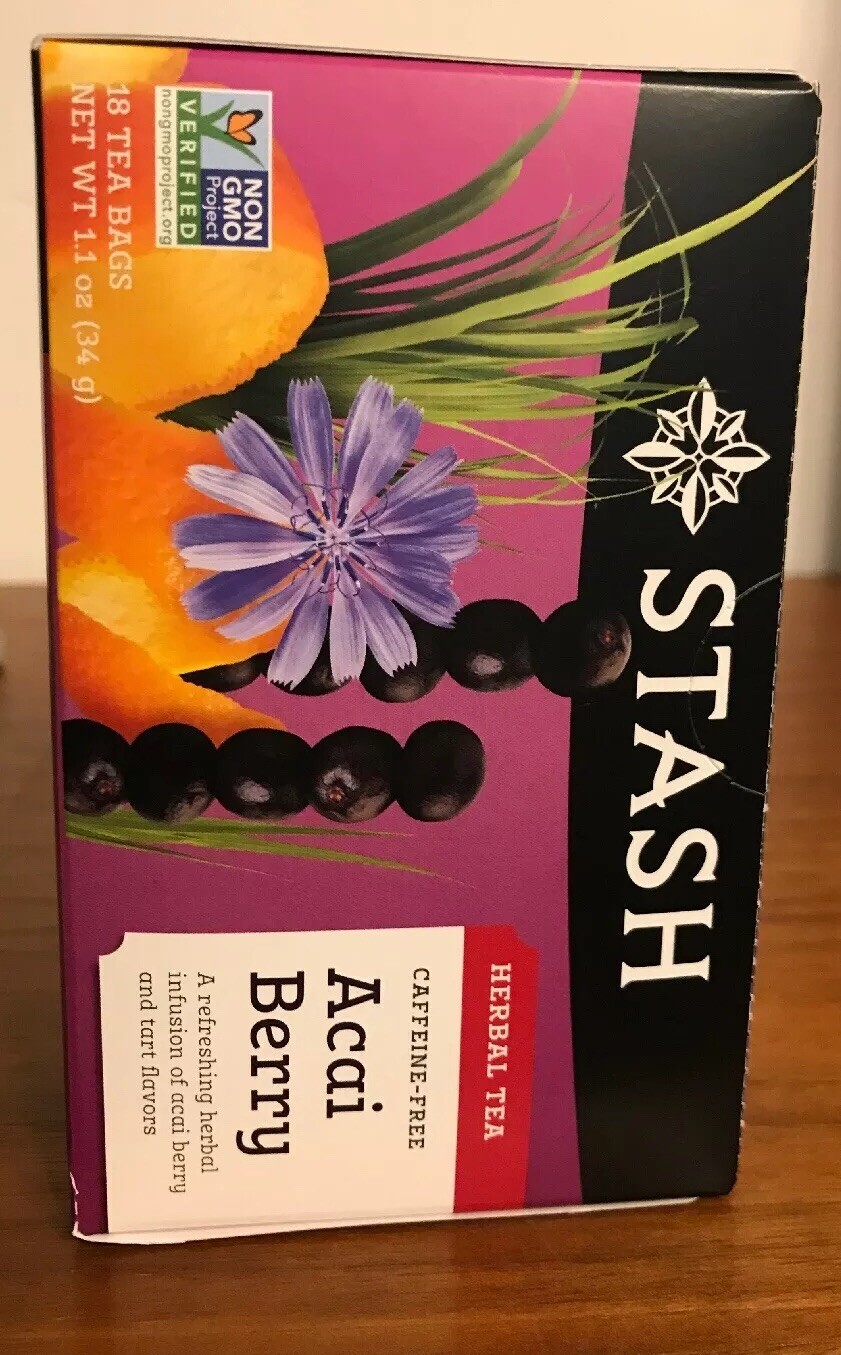 STASH
HERBAL TEA
CAFFEINE-FREE
Acai
Berry
A refreshing herbal
infusion of acai berry
and tart flavors
NON
GMO
Project
VERIFIED
nongmoproject.org
18 TEA BAGS
NET WT 1.1 oz (34 g)